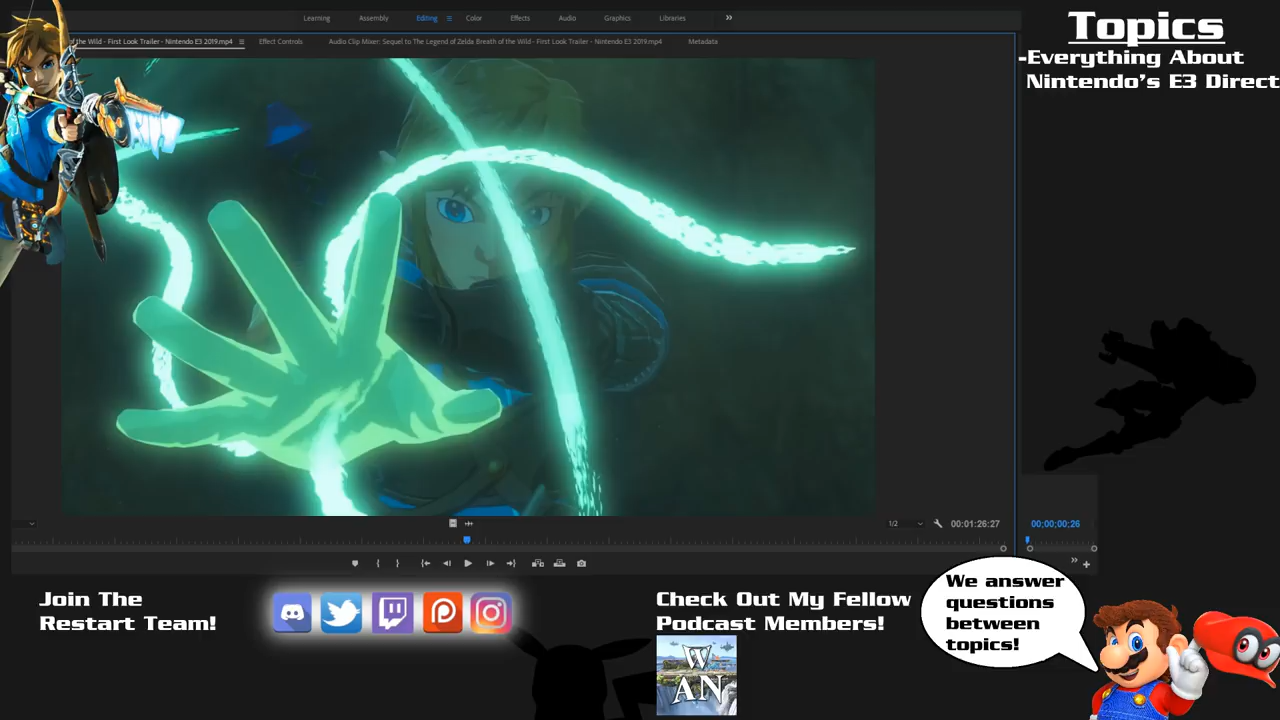 Learning Assembly Editing Color Effects Audio Graphics Libraries
of the Wild - First Look Trailer - Nintendo E3 2019.mp4 Effect Controls Audio Clip Mixer: Sequel to The Legend of Zelda Breath of the Wild - First Look Trailer - Nintendo E3 2019.mp4 Metadata
Topics
-Everything About
Nintendo's E3 Direct
1/2 00:01:26:27 00;00;00;26
Join The
Restart Team!
Check Out My Fellow
Podcast Members!
W
AN
We answer
questions
between
topics!